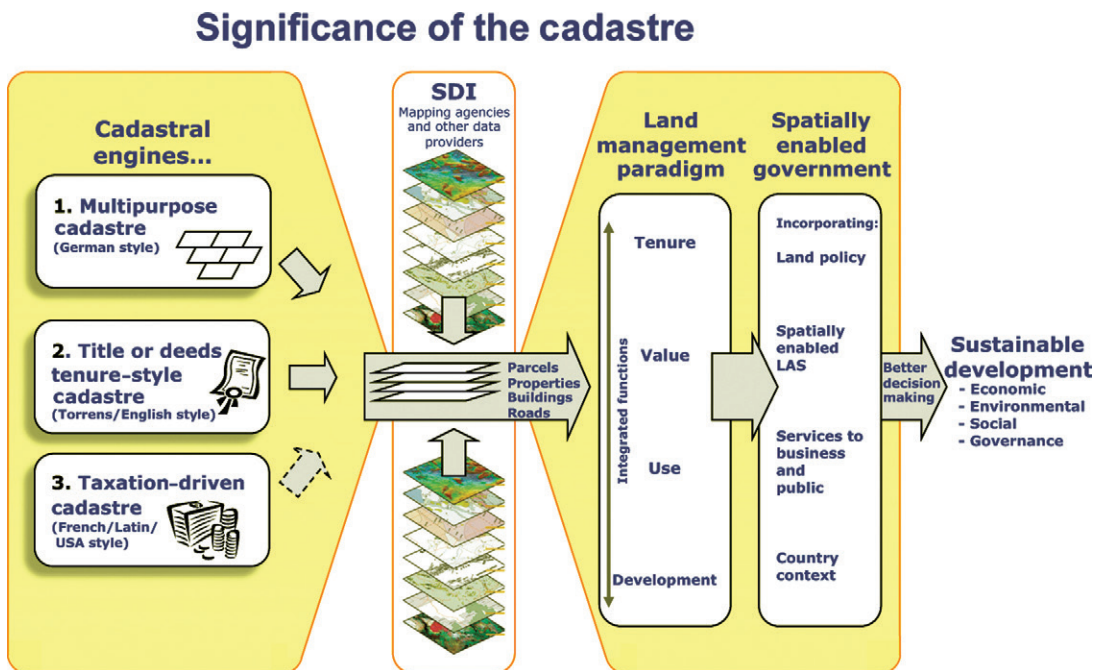 Significance of the cadastre
Cadastral
engines...
1. Multipurpose
cadastre
(German style)
2. Title or deeds
tenure-style
cadastre
(Torrens/English style)
3. Taxation-driven
cadastre
(French/Latin/
USA style)
SDI
Mapping agencies
and other data
providers
Parcels
Properties
Buildings
Roads
Land
management
paradigm
Integrated functions
Tenure
Value
Use
Development
Spatially
enabled
government
Incorporating:
Land policy
Spatially
enabled
LAS
Services to
business
and
public
Country
context
Better
decision
making
Sustainable
development
- Economic
- Environmental
- Social
- Governance